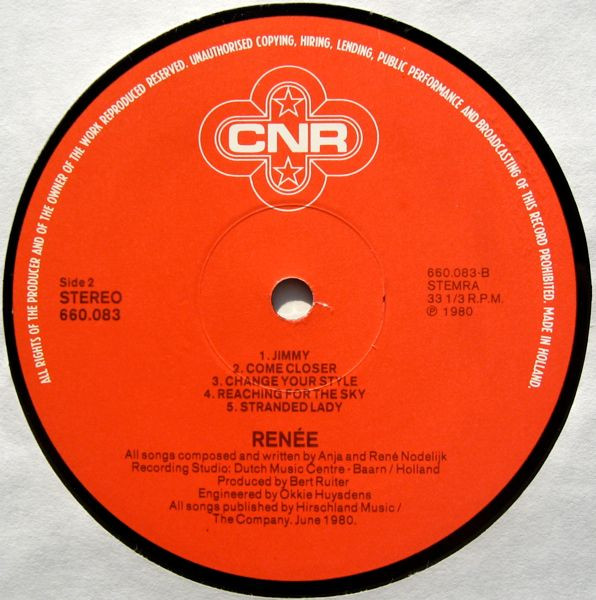 ALL RIGHTS OF THE PRODUCER AND OF THE OWNER OF THE WORK REPRODUCED RESERVED. UNAUTHORISED COPYING, HIRING, LENDING, PUBLIC PERFORMANCE AND BROADCASTING OF THIS RECORD PROHIBITED. MADE IN HOLLAND.
CNR
Side 2
STEREO
660.083
660.083-B
STEMRA
33 1/3 R.P.M.
℗ 1980
1. JIMMY
2. COME CLOSER
3. CHANGE YOUR STYLE
4. REACHING FOR THE SKY
5. STRANDED LADY
RENÉE
All songs composed and written by Anja and René Nodelijk
Recording Studio: Dutch Music Centre - Baarn / Holland
Produced by Bert Ruiter
Engineered by Okkie Huysdens
All songs published by Hirschland Music /
The Company. June 1980.